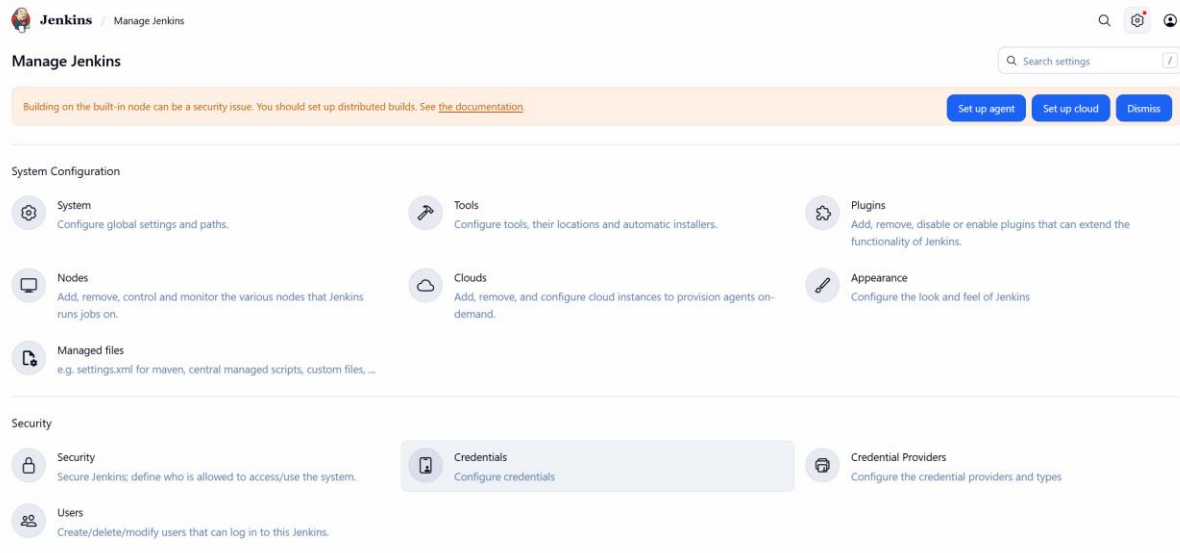 Jenkins / Manage Jenkins
Manage Jenkins
Search settings /
Building on the built-in node can be a security issue. You should set up distributed builds. See the documentation.
Set up agent
Set up cloud
Dismiss
System Configuration
System
Configure global settings and paths.
Tools
Configure tools, their locations and automatic installers.
Plugins
Add, remove, disable or enable plugins that can extend the
functionality of Jenkins.
Nodes
Add, remove, control and monitor the various nodes that Jenkins
runs jobs on.
Clouds
Add, remove, and configure cloud instances to provision agents on-
demand.
Appearance
Configure the look and feel of Jenkins
Managed files
e.g. settings.xml for maven, central managed scripts, custom files, ...
Security
Security
Secure Jenkins; define who is allowed to access/use the system.
Credentials
Configure credentials
Credential Providers
Configure the credential providers and types
Users
Create/delete/modify users that can log in to this Jenkins.